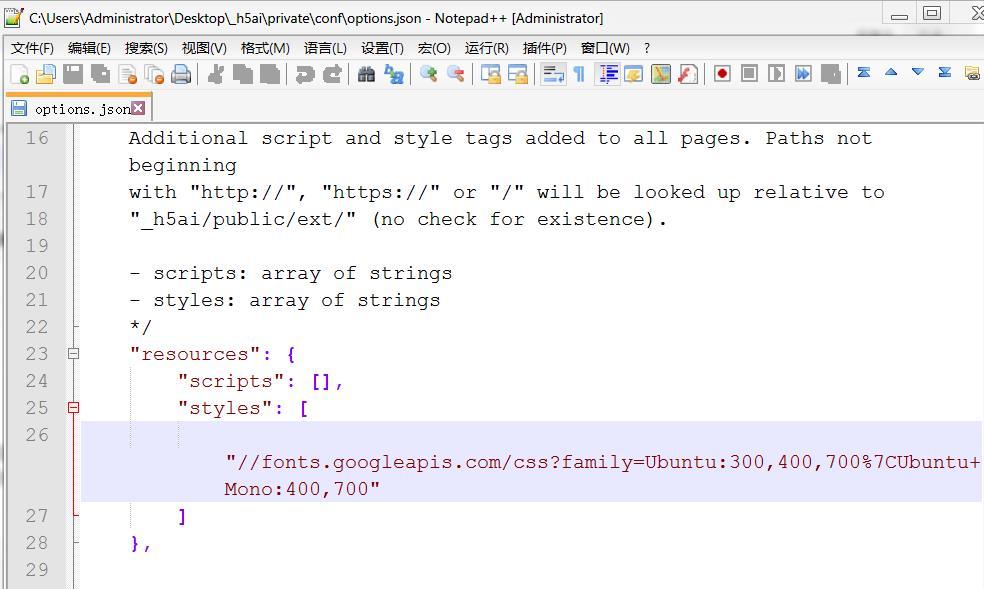 C:\Users\Administrator\Desktop\_h5ai\private\conf\options.json - Notepad++ [Administrator]
文件(F) 编辑(E) 搜索(S) 视图(V) 格式(M) 语言(L) 设置(T) 宏(O) 运行(R) 插件(P) 窗口(W) ?
options.json
16 Additional script and style tags added to all pages. Paths not
beginning
17 with "http://", "https://" or "/" will be looked up relative to
18 "_h5ai/public/ext/" (no check for existence).
19
20 - scripts: array of strings
21 - styles: array of strings
22 */
23 "resources": {
24 "scripts": [],
25 "styles": [
26
"//fonts.googleapis.com/css?family=Ubuntu:300,400,700%7CUbuntu+
Mono:400,700"
27 ]
28 },
29